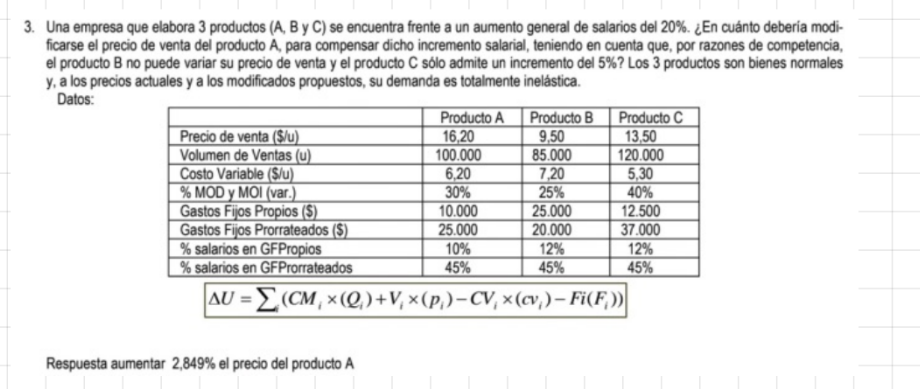 3. Una empresa que elabora 3 productos (A, B y C) se encuentra frente a un aumento general de salarios del 20%. ¿En cuánto debería modi-
ficarse el precio de venta del producto A, para compensar dicho incremento salarial, teniendo en cuenta que, por razones de competencia,
el producto B no puede variar su precio de venta y el producto C sólo admite un incremento del 5%? Los 3 productos son bienes normales
y, a los precios actuales y a los modificados propuestos, su demanda es totalmente inelástica.
Datos:
Producto A Producto B Producto C
Precio de venta ($/u) 16,20 9,50 13,50
Volumen de Ventas (u) 100.000 85.000 120.000
Costo Variable ($/u) 6,20 7,20 5,30
% MOD y MOI (var.) 30% 25% 40%
Gastos Fijos Propios ($) 10.000 25.000 12.500
Gastos Fijos Prorrateados ($) 25.000 20.000 37.000
% salarios en GFPropios 10% 12% 12%
% salarios en GFProrrateados 45% 45% 45%
ΔU = ∑ᵢ(CMᵢ×(Qᵢ)+Vᵢ×(pᵢ)−CVᵢ×(cvᵢ)−Fi(Fᵢ))
Respuesta aumentar 2,849% el precio del producto A